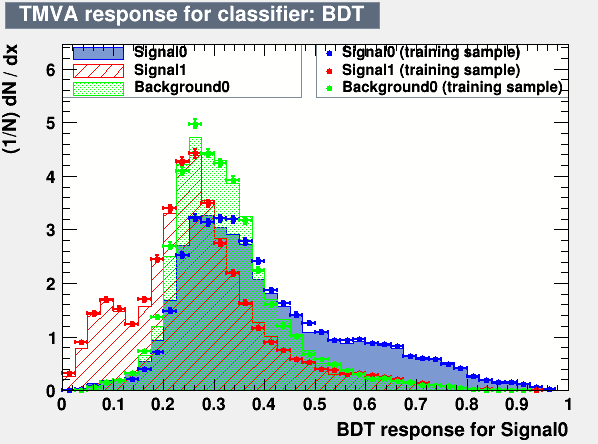 TMVA response for classifier: BDT
(1/N) dN / dx
Signal0
Signal1
Background0
Signal0 (training sample)
Signal1 (training sample)
Background0 (training sample)
6
5
4
3
2
1
0
0 0.1 0.2 0.3 0.4 0.5 0.6 0.7 0.8 0.9 1
BDT response for Signal0